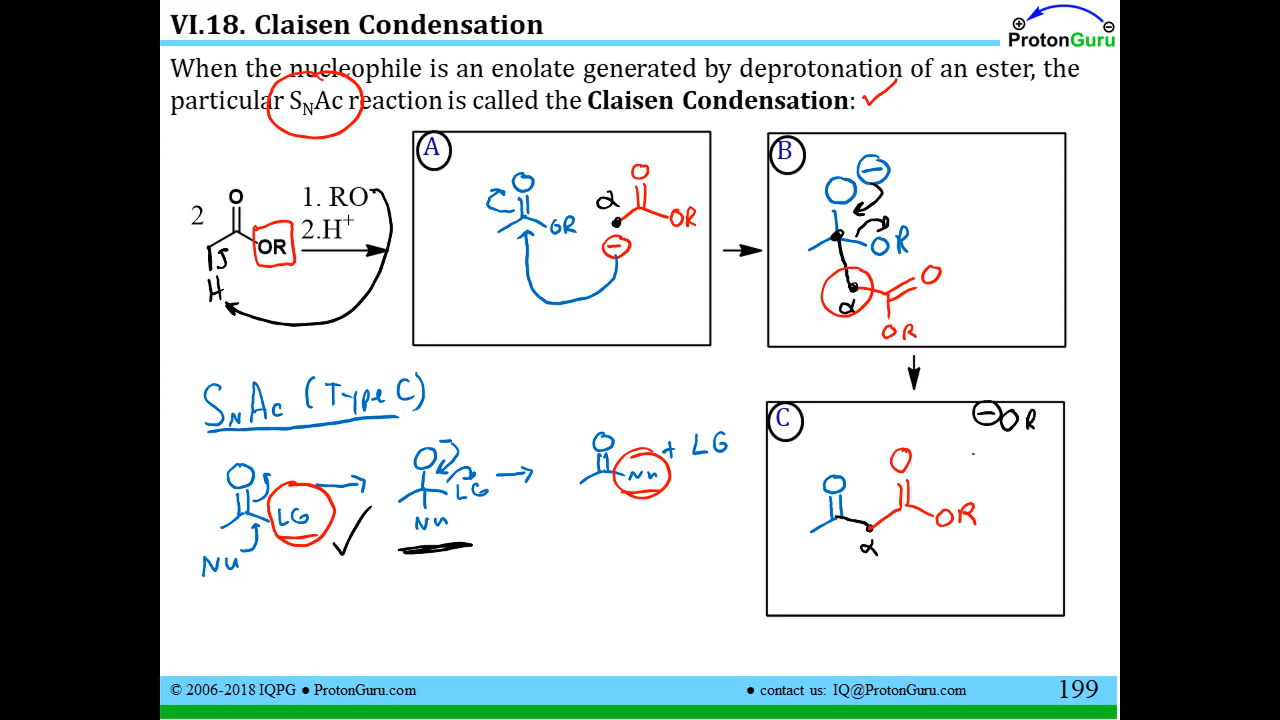 VI.18. Claisen Condensation
ProtonGuru
When the nucleophile is an enolate generated by deprotonation of an ester, the
particular SNAc reaction is called the Claisen Condensation:
2
O
OR
H
1. RO-
2.H+
A
O
OR
α
O
OR
B
O
OR
α
O
OR
C
OR
O
α
O
OR
SNAc (Type C)
O
LG
Nu
O
LG
Nu
O
Nu + LG
© 2006-2018 IQPG ● ProtonGuru.com
● contact us: IQ@ProtonGuru.com
199